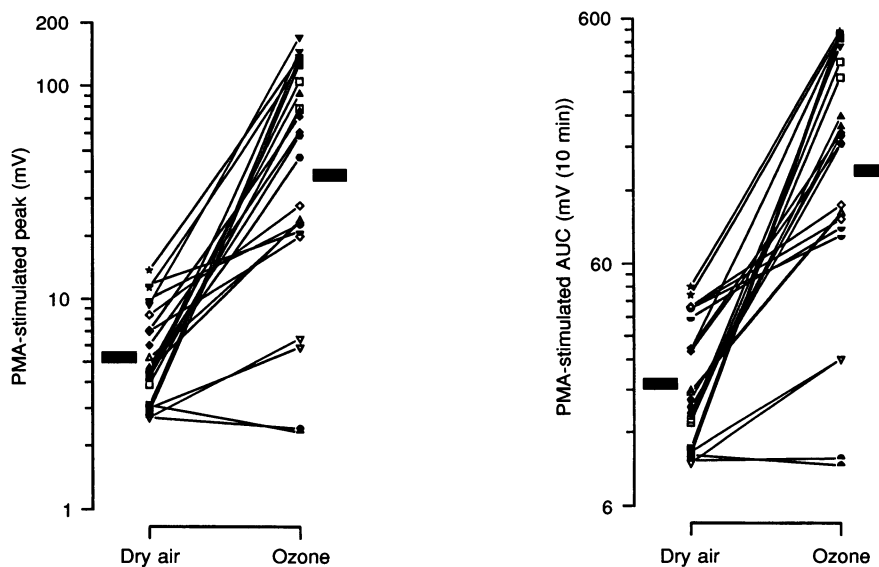 200
100
10
1
PMA-stimulated peak (mV)
Dry air
Ozone
600
60
6
PMA-stimulated AUC (mV (10 min))
Dry air
Ozone